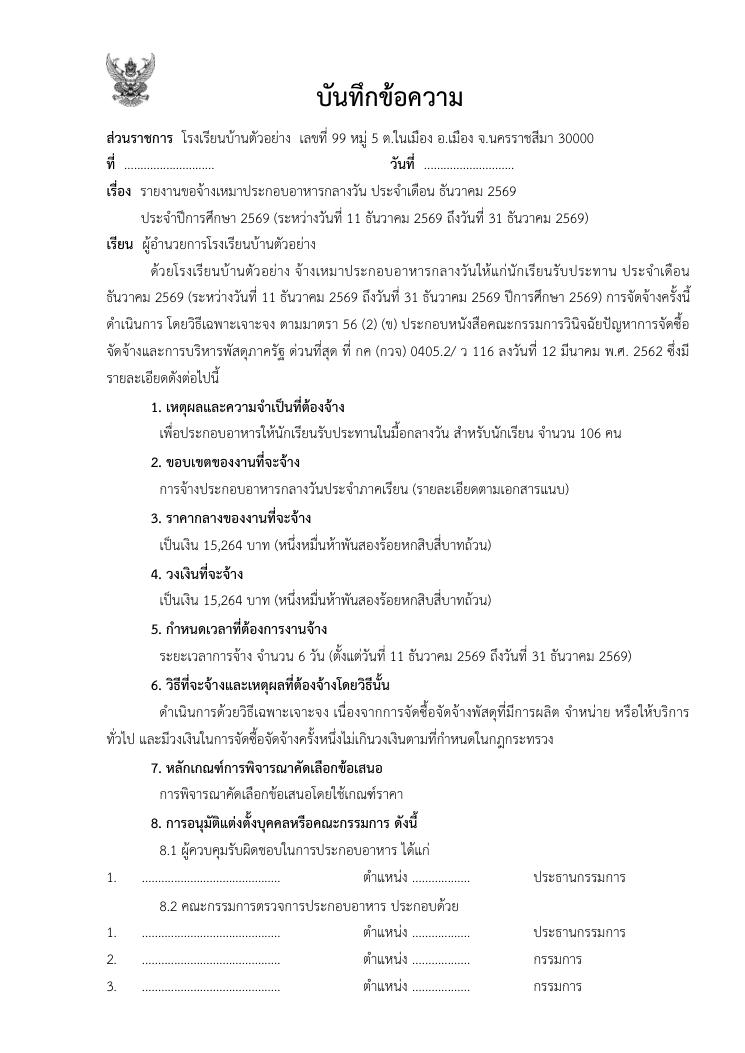 บันทึกข้อความ
ส่วนราชการ โรงเรียนบ้านตัวอย่าง เลขที่ 99 หมู่ 5 ต.ในเมือง อ.เมือง จ.นครราชสีมา 30000
ที่ ............................ วันที่ ............................
เรื่อง รายงานขอจ้างเหมาประกอบอาหารกลางวัน ประจำเดือน ธันวาคม 2569
ประจำปีการศึกษา 2569 (ระหว่างวันที่ 11 ธันวาคม 2569 ถึงวันที่ 31 ธันวาคม 2569)
เรียน ผู้อำนวยการโรงเรียนบ้านตัวอย่าง
ด้วยโรงเรียนบ้านตัวอย่าง จ้างเหมาประกอบอาหารกลางวันให้แก่นักเรียนรับประทาน ประจำเดือน
ธันวาคม 2569 (ระหว่างวันที่ 11 ธันวาคม 2569 ถึงวันที่ 31 ธันวาคม 2569 ปีการศึกษา 2569) การจัดจ้างครั้งนี้
ดำเนินการ โดยวิธีเฉพาะเจาะจง ตามมาตรา 56 (2) (ข) ประกอบหนังสือคณะกรรมการวินิจฉัยปัญหาการจัดซื้อ
จัดจ้างและการบริหารพัสดุภาครัฐ ด่วนที่สุด ที่ กค (กวจ) 0405.2/ ว 116 ลงวันที่ 12 มีนาคม พ.ศ. 2562 ซึ่งมี
รายละเอียดดังต่อไปนี้
1. เหตุผลและความจำเป็นที่ต้องจ้าง
เพื่อประกอบอาหารให้นักเรียนรับประทานในมื้อกลางวัน สำหรับนักเรียน จำนวน 106 คน
2. ขอบเขตของงานที่จะจ้าง
การจ้างประกอบอาหารกลางวันประจำภาคเรียน (รายละเอียดตามเอกสารแนบ)
3. ราคากลางของงานที่จะจ้าง
เป็นเงิน 15,264 บาท (หนึ่งหมื่นห้าพันสองร้อยหกสิบสี่บาทถ้วน)
4. วงเงินที่จะจ้าง
เป็นเงิน 15,264 บาท (หนึ่งหมื่นห้าพันสองร้อยหกสิบสี่บาทถ้วน)
5. กำหนดเวลาที่ต้องการงานจ้าง
ระยะเวลาการจ้าง จำนวน 6 วัน (ตั้งแต่วันที่ 11 ธันวาคม 2569 ถึงวันที่ 31 ธันวาคม 2569)
6. วิธีที่จะจ้างและเหตุผลที่ต้องจ้างโดยวิธีนั้น
ดำเนินการด้วยวิธีเฉพาะเจาะจง เนื่องจากการจัดซื้อจัดจ้างพัสดุที่มีการผลิต จำหน่าย หรือให้บริการ
ทั่วไป และมีวงเงินในการจัดซื้อจัดจ้างครั้งหนึ่งไม่เกินวงเงินตามที่กำหนดในกฎกระทรวง
7. หลักเกณฑ์การพิจารณาคัดเลือกข้อเสนอ
การพิจารณาคัดเลือกข้อเสนอโดยใช้เกณฑ์ราคา
8. การอนุมัติแต่งตั้งบุคคลหรือคณะกรรมการ ดังนี้
8.1 ผู้ควบคุมรับผิดชอบในการประกอบอาหาร ได้แก่
1. ........................................... ตำแหน่ง .................. ประธานกรรมการ
8.2 คณะกรรมการตรวจการประกอบอาหาร ประกอบด้วย
1. ........................................... ตำแหน่ง .................. ประธานกรรมการ
2. ........................................... ตำแหน่ง .................. กรรมการ
3. ........................................... ตำแหน่ง .................. กรรมการ